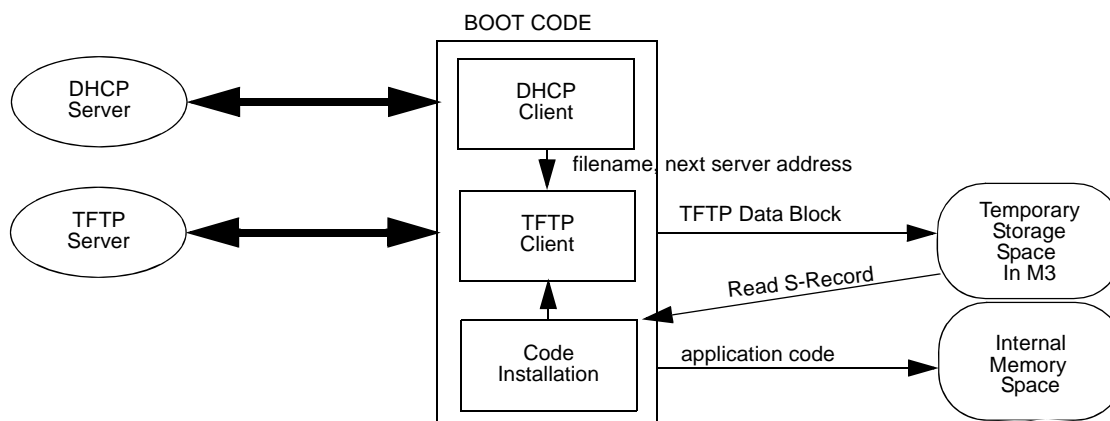 BOOT CODE
DHCP
Server
DHCP
Client
filename, next server address
TFTP
Server
TFTP
Client
TFTP Data Block
Temporary
Storage
Space
In M3
Read S-Record
Code
Installation
application code
Internal
Memory
Space